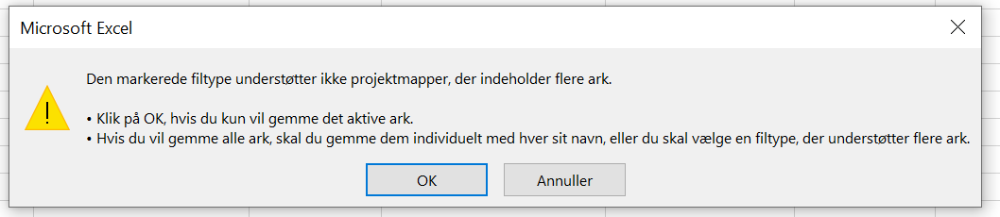 Microsoft Excel
Den markerede filtype understøtter ikke projektmapper, der indeholder flere ark.
• Klik på OK, hvis du kun vil gemme det aktive ark.
• Hvis du vil gemme alle ark, skal du gemme dem individuelt med hver sit navn, eller du skal vælge en filtype, der understøtter flere ark.
OK
Annuller